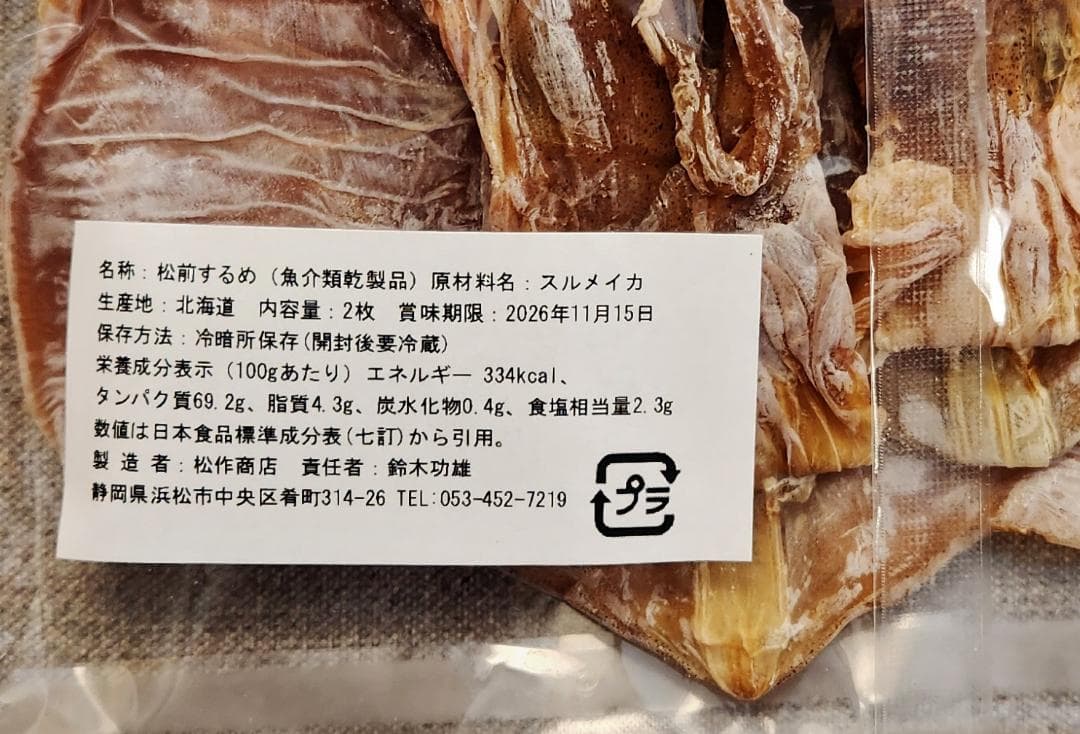 名称：松前するめ（魚介類乾製品）原材料名：スルメイカ
生産地：北海道　内容量：2枚　賞味期限：2026年11月15日
保存方法：冷暗所保存(開封後要冷蔵)
栄養成分表示（100gあたり）エネルギー 334kcal、
タンパク質69.2g、脂質4.3g、炭水化物0.4g、食塩相当量2.3g
数値は日本食品標準成分表(七訂)から引用。
製 造 者：松作商店　責任者：鈴木功雄
静岡県浜松市中央区肴町314-26 TEL:053-452-7219
プラ